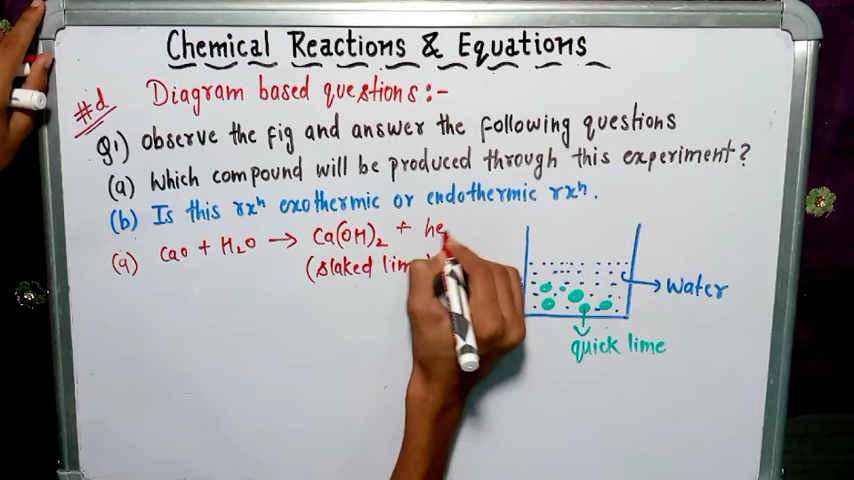 Chemical Reactions & Equations
#d Diagram based questions:-
Q1) observe the fig and answer the following questions
(a) Which compound will be produced through this experiment?
(b) Is this rxⁿ exothermic or endothermic rxⁿ.
(a) CaO + H₂O → Ca(OH)₂ + he
(slaked lim
water
quick lime